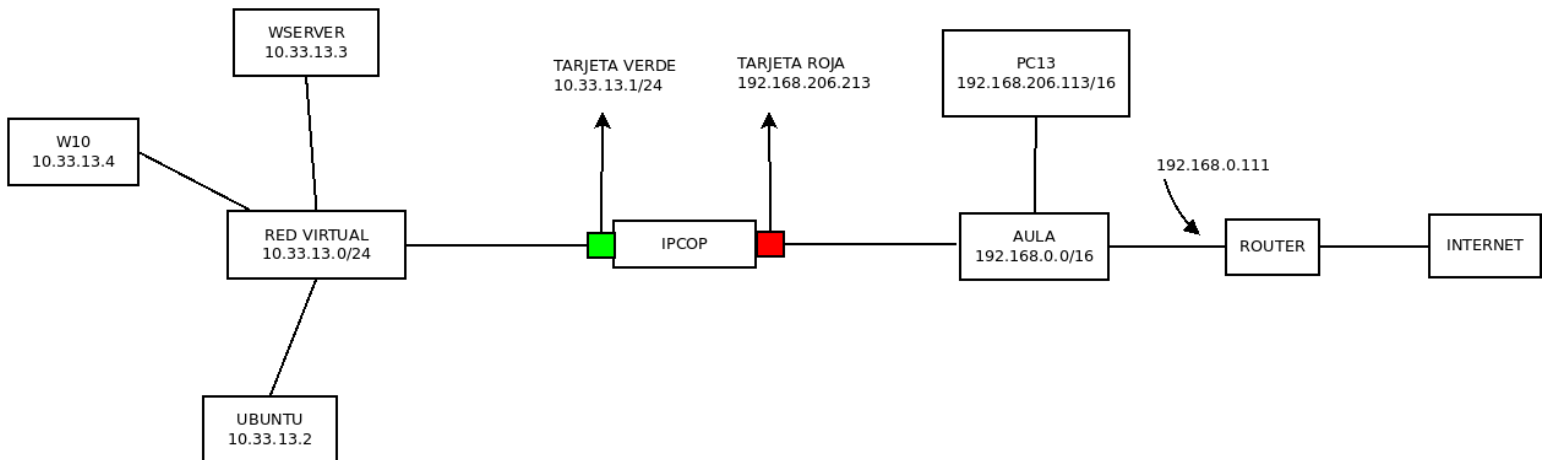 WSERVER
10.33.13.3
TARJETA VERDE
10.33.13.1/24
TARJETA ROJA
192.168.206.213
PC13
192.168.206.113/16
W10
10.33.13.4
192.168.0.111
RED VIRTUAL
10.33.13.0/24
IPCOP
AULA
192.168.0.0/16
ROUTER
INTERNET
UBUNTU
10.33.13.2